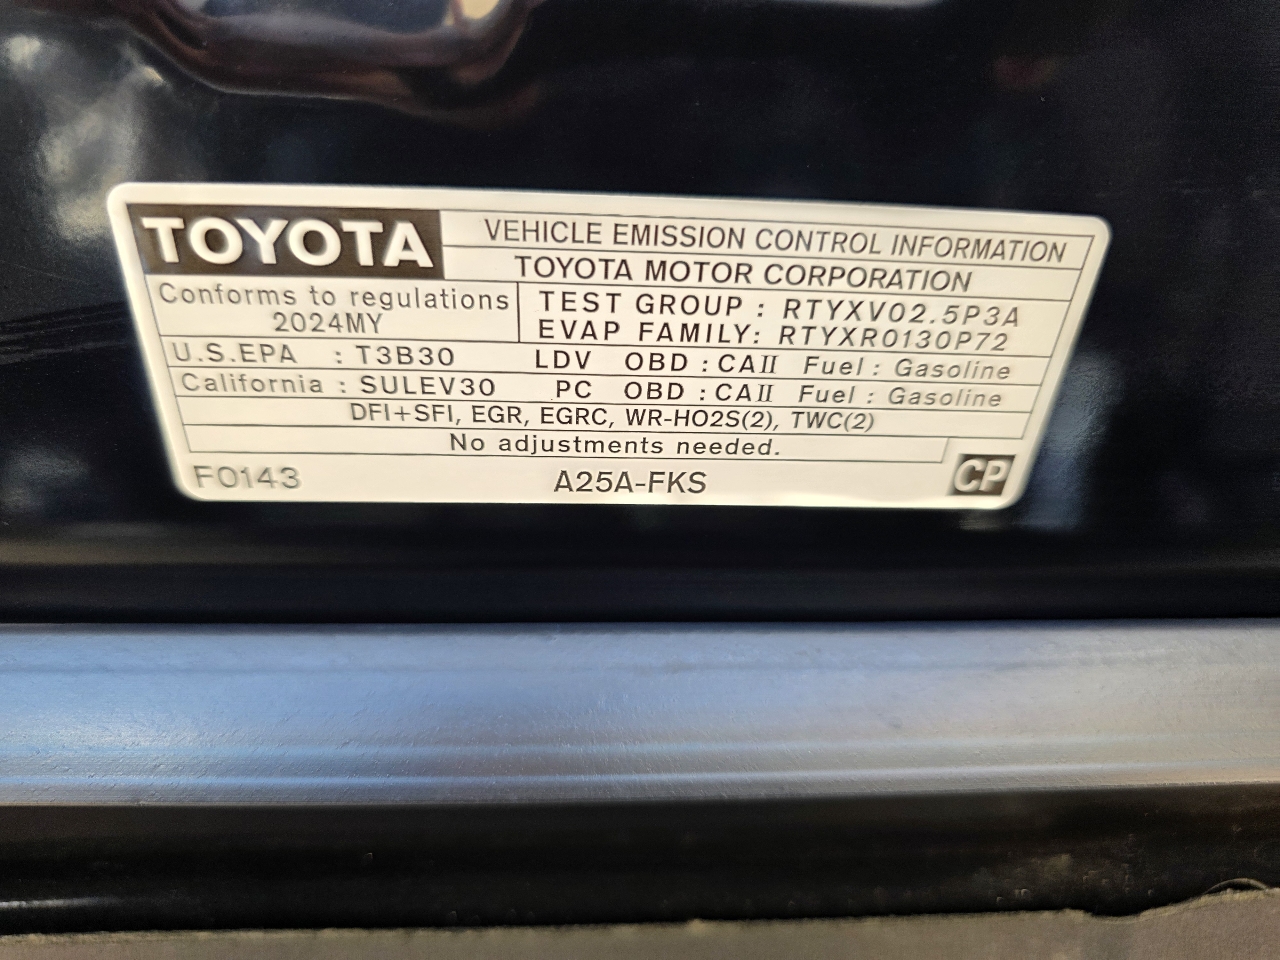 TOYOTA
VEHICLE EMISSION CONTROL INFORMATION
TOYOTA MOTOR CORPORATION
Conforms to regulations
2024MY
TEST GROUP : RTYXV02.5P3A
EVAP FAMILY: RTYXR0130P72
U.S.EPA : T3B30 LDV OBD : CAII Fuel : Gasoline
California : SULEV30 PC OBD : CAII Fuel : Gasoline
DFI+SFI, EGR, EGRC, WR-HO2S(2), TWC(2)
No adjustments needed.
F0143 A25A-FKS CP